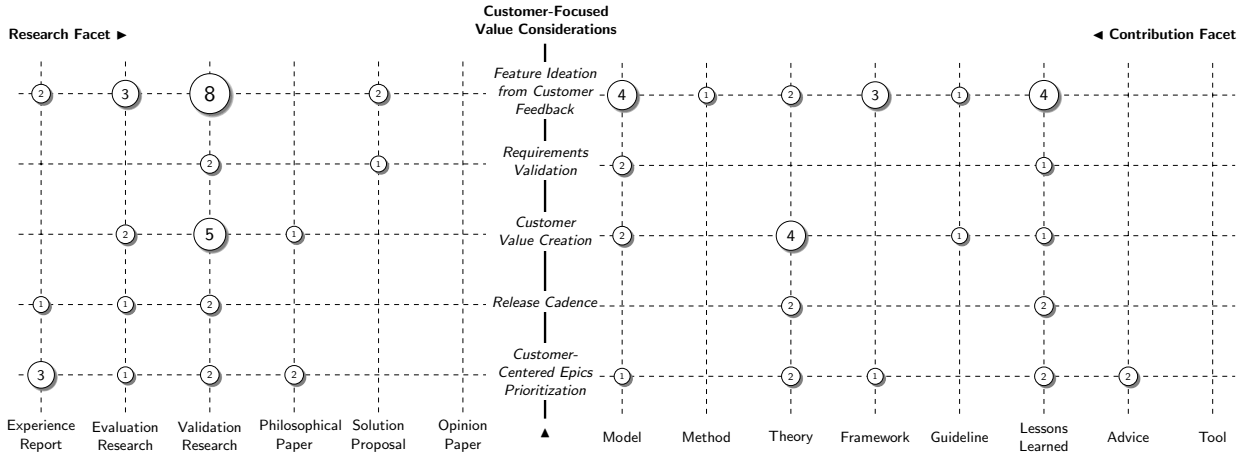 Customer-Focused
Value Considerations
Research Facet ►
◄ Contribution Facet
Feature Ideation
from Customer
Feedback
2 3 8 2
4 1 2 3 1 4
Requirements
Validation
2 1
2 1
Customer
Value Creation
2 5 1
2 4 1 1
Release Cadence
1 1 2
2 2
Customer-
Centered Epics
Prioritization
3 1 2 2
1 2 1 2 2
Experience
Report
Evaluation
Research
Validation
Research
Philosophical
Paper
Solution
Proposal
Opinion
Paper
▲
Model
Method
Theory
Framework
Guideline
Lessons
Learned
Advice
Tool